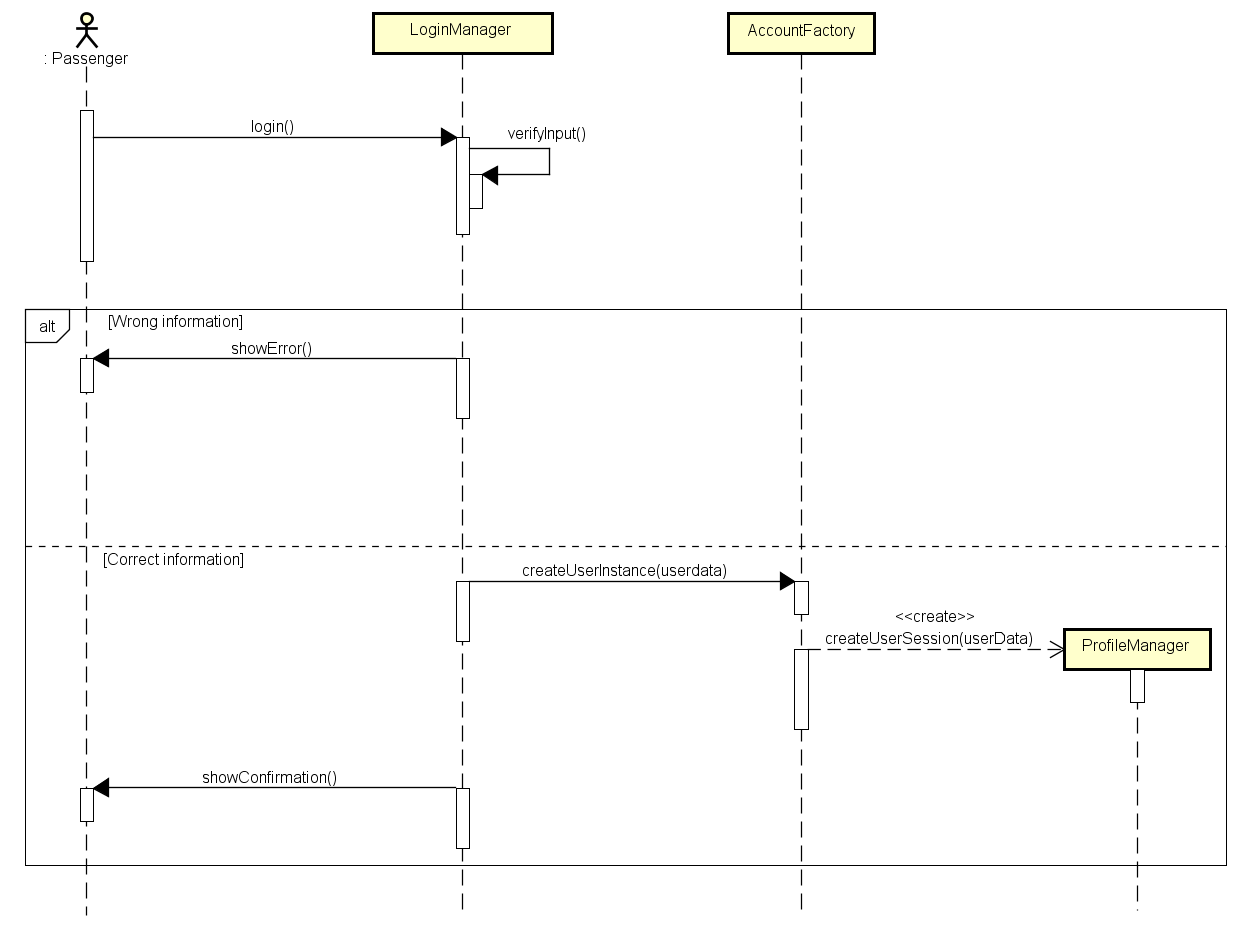 : Passenger
LoginManager
AccountFactory
login()
verifyInput()
alt
[Wrong information]
showError()
[Correct information]
createUserInstance(userdata)
<<create>>
createUserSession(userData)
ProfileManager
showConfirmation()